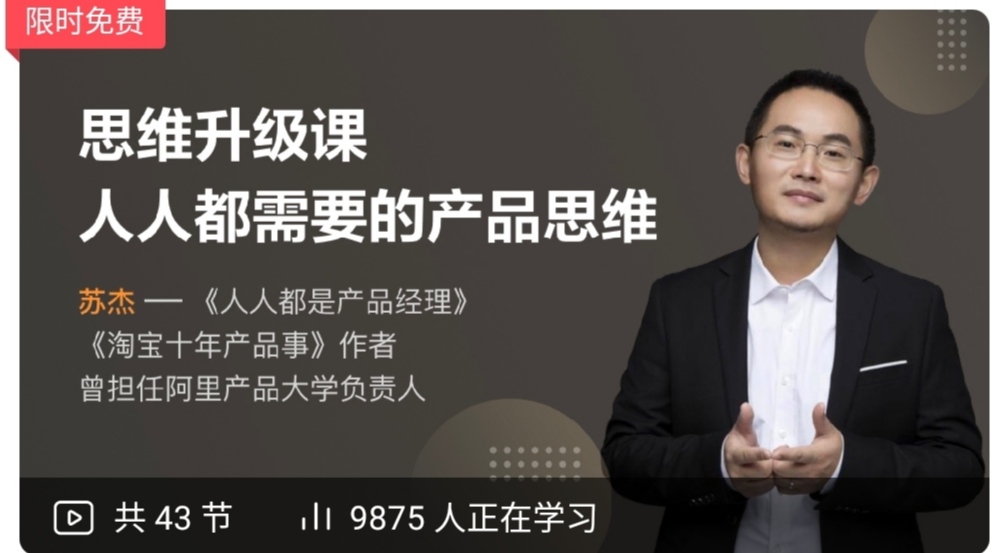 限时免费
思维升级课
人人都需要的产品思维
苏杰 — 《人人都是产品经理》
《淘宝十年产品事》作者
曾担任阿里产品大学负责人
共 43 节
9875 人正在学习